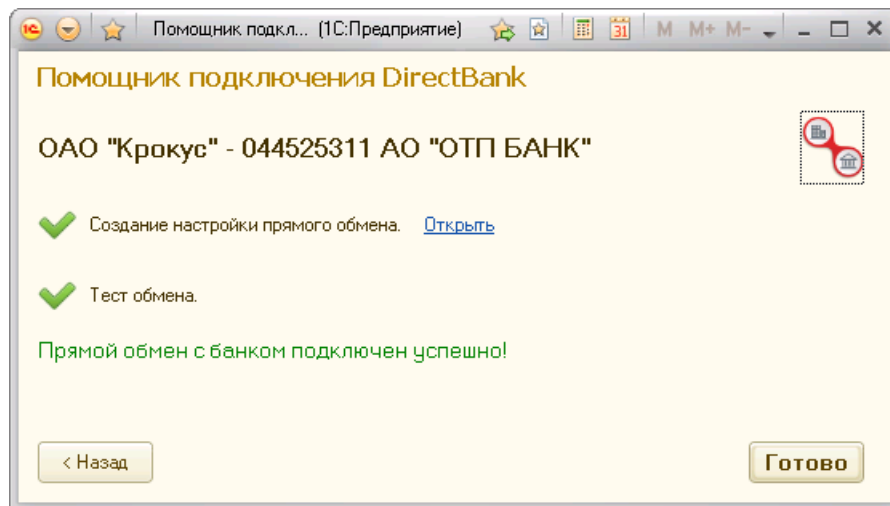 Помощник подкл... (1С:Предприятие) 31 M M+ M-
Помощник подключения DirectBank
ОАО "Крокус" - 044525311 АО "ОТП БАНК"
Создание настройки прямого обмена. Открыть
Тест обмена.
Прямой обмен с банком подключен успешно!
< Назад Готово